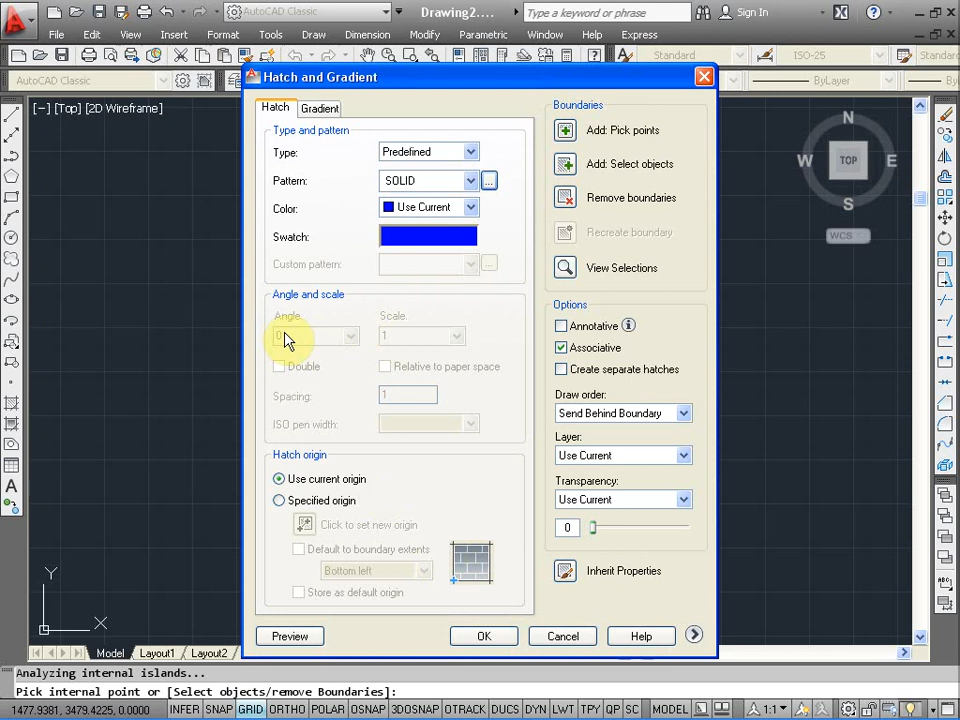 AutoCAD Classic
Drawing2....
Type a keyword or phrase
Sign In
File Edit View Insert Format Tools Draw Dimension Modify Parametric Window Help Express
Standard
ISO-25
Standard
AutoCAD Classic
ByLayer
[−] [Top] [2D Wireframe]
Hatch and Gradient
Hatch
Gradient
Type and pattern
Type:
Predefined
Pattern:
SOLID
...
Color:
Use Current
Swatch:
Custom pattern:
...
Angle and scale
Angle
Scale:
0
1
Double
Relative to paper space
Spacing:
1
ISO pen width:
Hatch origin
Use current origin
Specified origin
Click to set new origin
Default to boundary extents
Bottom left
Store as default origin
Preview
OK
Cancel
Help
Boundaries
Add: Pick points
Add: Select objects
Remove boundaries
Recreate boundary
View Selections
Options
Annotative
Associative
Create separate hatches
Draw order:
Send Behind Boundary
Layer:
Use Current
Transparency:
Use Current
0
Inherit Properties
N
W
TOP
E
S
WCS
Y
X
Model
Layout1
Layout2
Analyzing internal islands...
Pick internal point or [Select objects/remove Boundaries]:
1477.9381, 3479.4225, 0.0000
INFER SNAP GRID ORTHO POLAR OSNAP 3DOSNAP OTRACK DUCS DYN LWT TPY QP SC
MODEL
1:1